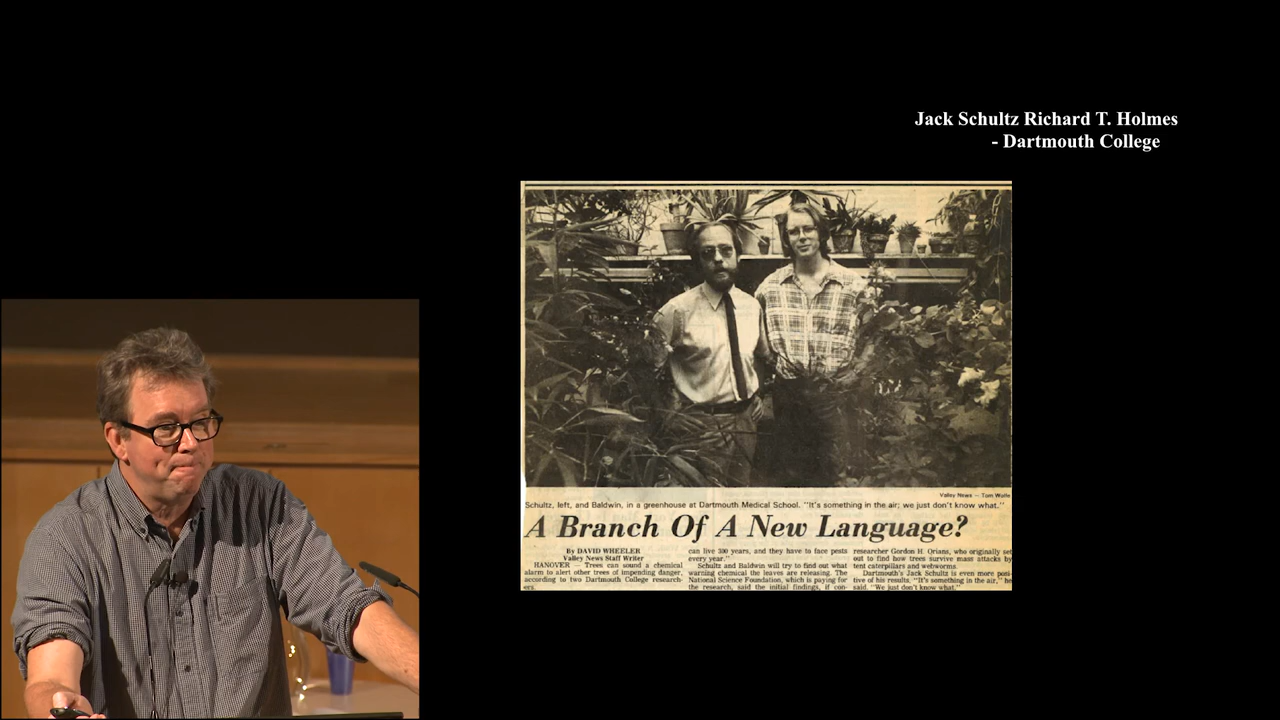 Jack Schultz Richard T. Holmes
- Dartmouth College
Valley News — Tom Wolfe
Schultz, left, and Baldwin, in a greenhouse at Dartmouth Medical School. "It's something in the air; we just don't know what."
A Branch Of A New Language?
By DAVID WHEELER
Valley News Staff Writer
HANOVER — Trees can sound a chemical
alarm to alert other trees of impending danger,
according to two Dartmouth College research-
ers.
can live 300 years, and they have to face pests
every year."
Schultz and Baldwin will try to find out what
warning chemical the leaves are releasing. The
National Science Foundation, which is paying for
the research, said the initial findings, if con-
researcher Gordon H. Orians, who originally set
out to find how trees survive mass attacks by
tent caterpillars and webworms.
Dartmouth's Jack Schultz is even more posi-
tive of his results. "It's something in the air," he
said. "We just don't know what."